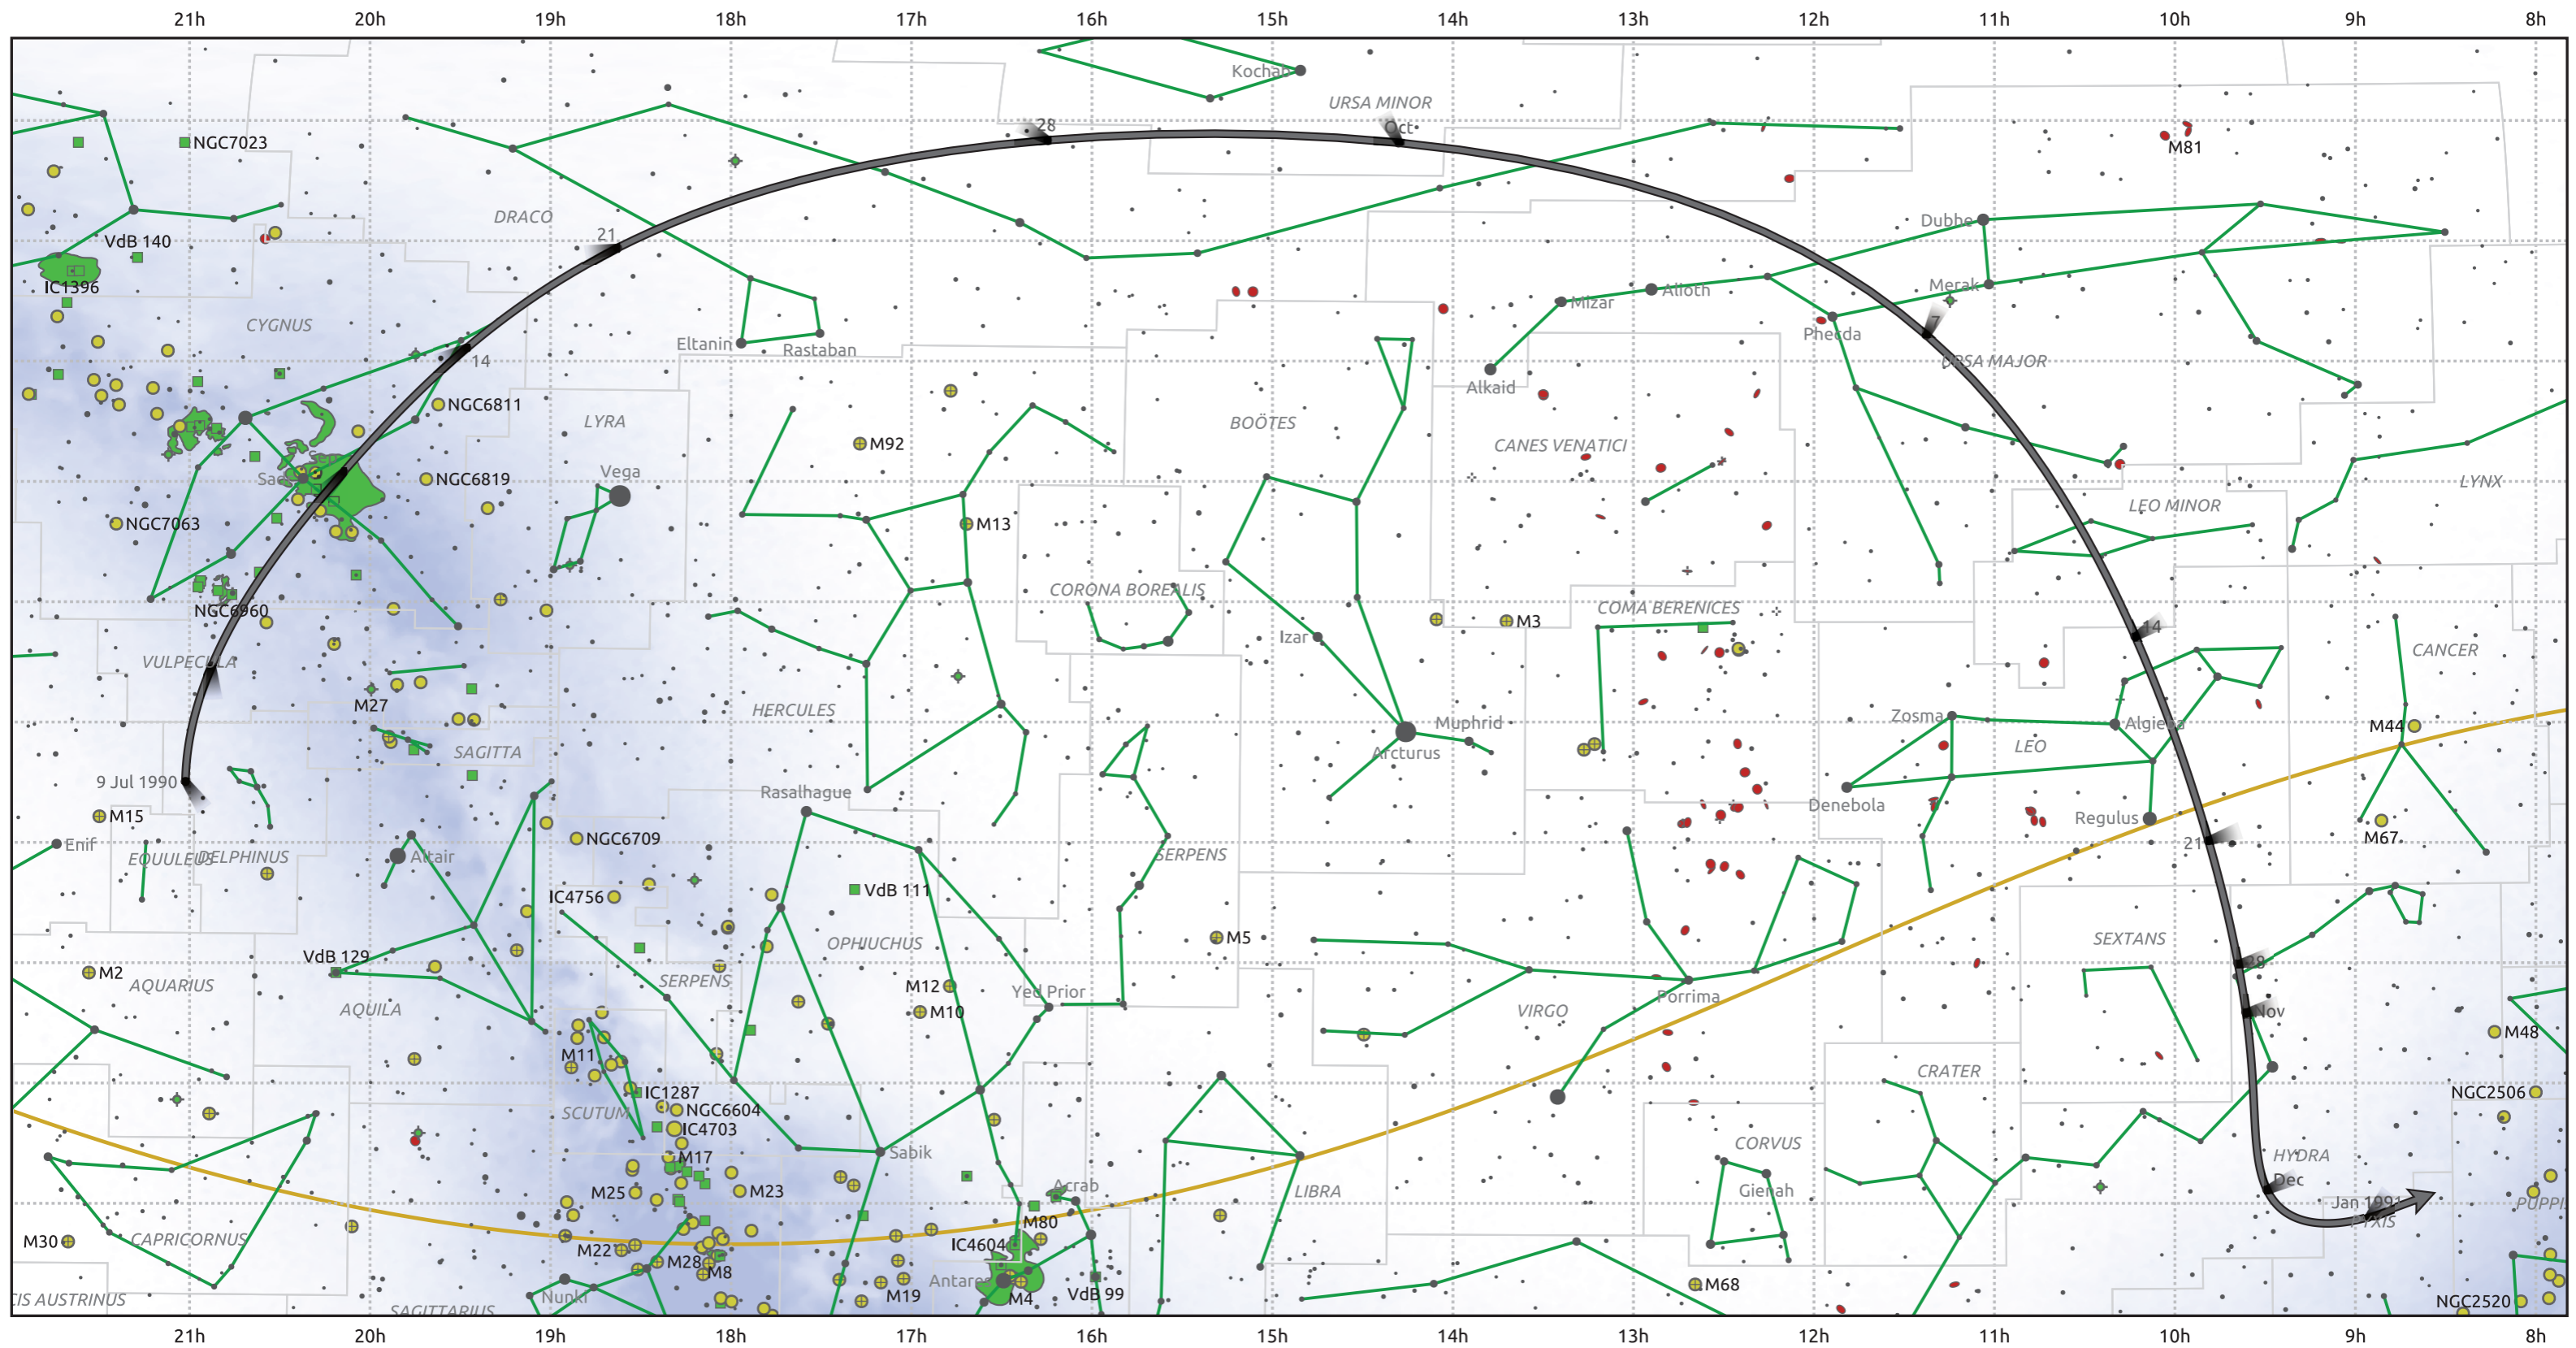 21h 20h 19h 18h 17h 16h 15h 14h 13h 12h 11h 10h 9h 8h
Kochab
URSA MINOR
28
Oct
NGC7023
M81
DRACO
Dubhe
21
VdB 140
IC1396
Merak
Alioth
Mizar
7
CYGNUS
Phecda
Eltanin
Rastaban
14
URSA MAJOR
Alkaid
NGC6811
LYRA
BOÖTES
M92
CANES VENATICI
Sadr
Vega
NGC6819
LYNX
LEO MINOR
NGC7063
M13
CORONA BOREALIS
NGC6960
COMA BERENICES
M3
14
Izar
CANCER
VULPECULA
M27
HERCULES
Zosma
Algieba
Muphrid
M44
SAGITTA
Arcturus
LEO
9 Jul 1990
Rasalhague
Denebola
M15
Regulus
NGC6709
M67
Enif
21
EQUULEUS
DELPHINUS
Altair
SERPENS
VdB 111
IC4756
M5
SEXTANS
OPHIUCHUS
VdB 129
28
M2
SERPENS
AQUARIUS
M12
Yed Prior
Porrima
AQUILA
M10
VIRGO
Nov
M48
M11
CRATER
IC1287
NGC2506
NGC6604
SCUTUM
IC4703
CORVUS
M17
Sabik
HYDRA
Dec
M25
M23
Acrab
LIBRA
Gienah
Jan 1991
PUPPIS
M80
PYXIS
M30
CAPRICORNUS
M22
IC4604
M28
M8
Antares
M68
M19
M4
VdB 99
Nunki
CIS AUSTRINUS
NGC2520
SAGITTARIUS
21h 20h 19h 18h 17h 16h 15h 14h 13h 12h 11h 10h 9h 8h